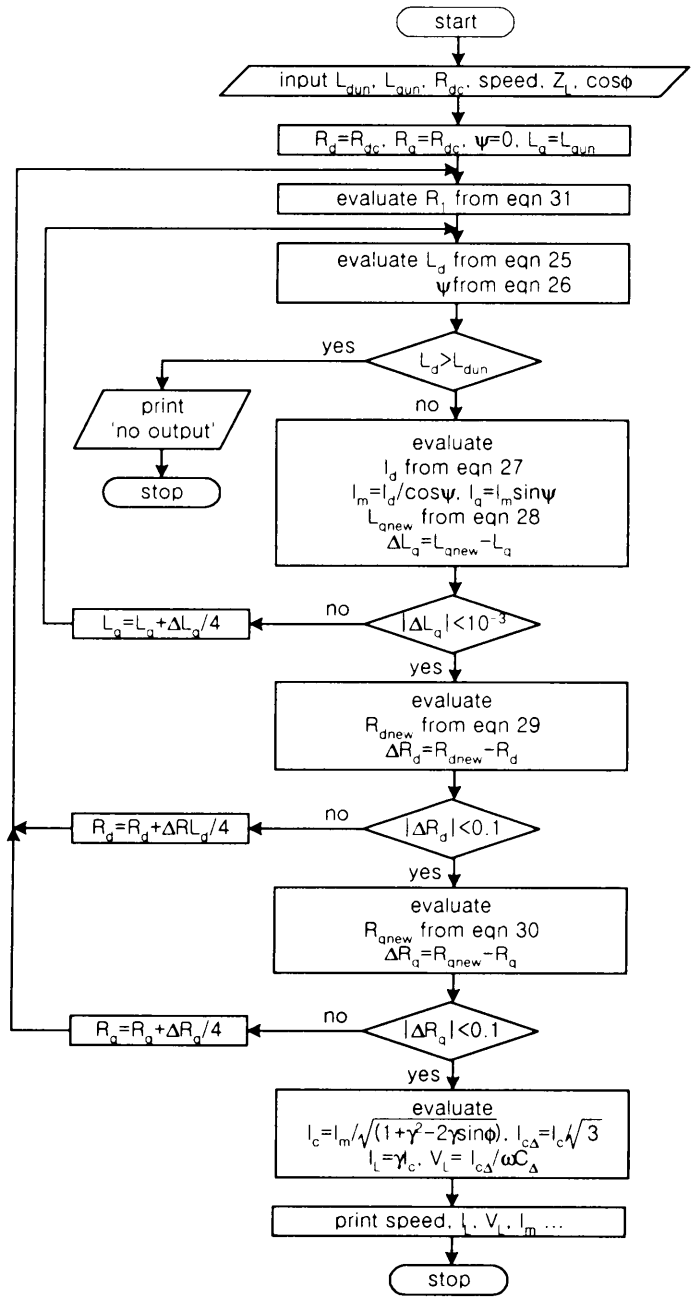 start
input L_dun, L_qun, R_dc, speed, Z_L, cosϕ
R_d=R_dc, R_q=R_dc, ψ=0, L_q=L_qun
evaluate R_1 from eqn 31
evaluate L_d from eqn 25
ψ from eqn 26
yes
L_d>L_dun
no
print
'no output'
stop
evaluate
I_d from eqn 27
I_m=I_d/cosψ, I_q=I_m sinψ
L_qnew from eqn 28
ΔL_q=L_qnew−L_q
L_q=L_q+ΔL_q/4
no
|ΔL_q|<10⁻³
yes
evaluate
R_dnew from eqn 29
ΔR_d=R_dnew−R_d
R_d=R_d+ΔRL_d/4
no
|ΔR_d|<0.1
yes
evaluate
R_qnew from eqn 30
ΔR_q=R_qnew−R_q
R_q=R_q+ΔR_q/4
no
|ΔR_q|<0.1
yes
evaluate
I_c=I_m/√(1+γ²−2γsinϕ), I_cΔ=I_c/√3
I_L=γI_c, V_L=I_cΔ/ωC_Δ
print speed, I_L, V_L, I_m ...
stop